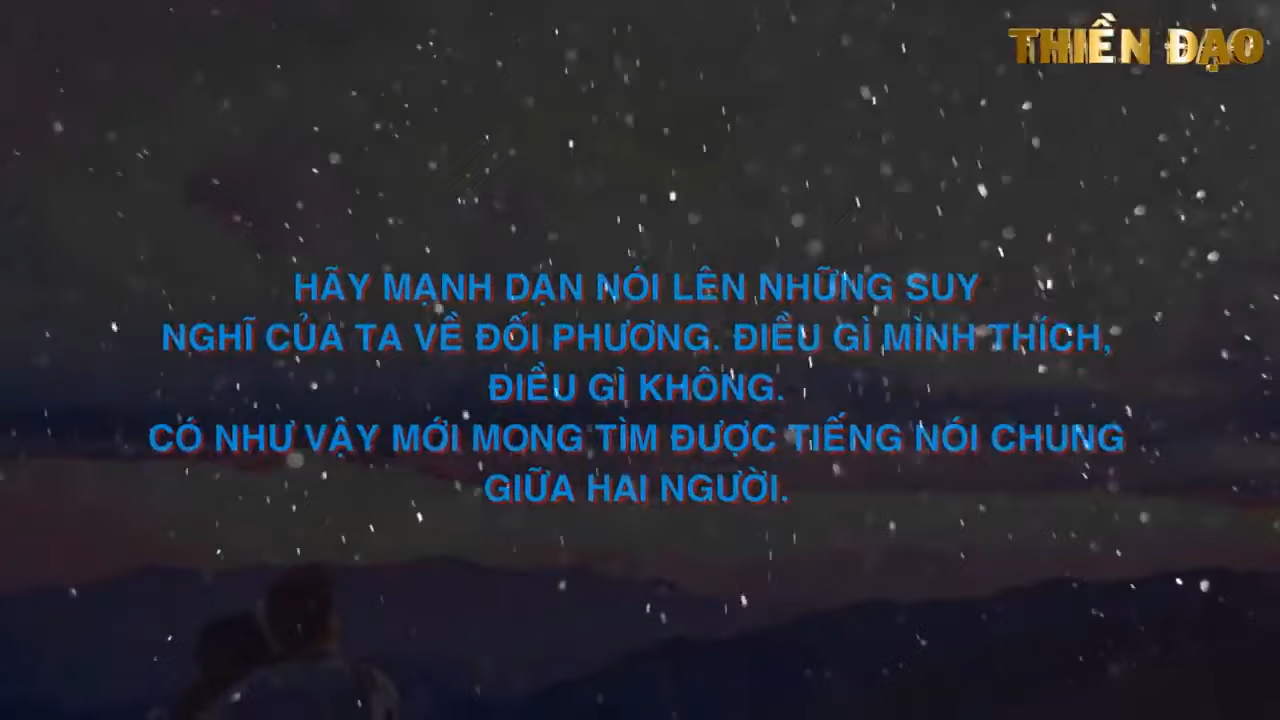 THIỀN ĐẠO
HÃY MẠNH DẠN NÓI LÊN NHỮNG SUY
NGHĨ CỦA TA VỀ ĐỐI PHƯƠNG. ĐIỀU GÌ MÌNH THÍCH,
ĐIỀU GÌ KHÔNG.
CÓ NHƯ VẬY MỚI MONG TÌM ĐƯỢC TIẾNG NÓI CHUNG
GIỮA HAI NGƯỜI.